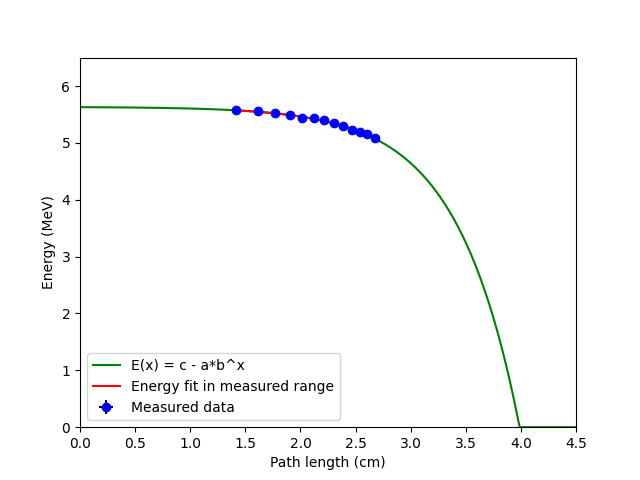 6
5
4
3
2
1
0
Energy (MeV)
E(x) = c - a*b^x
Energy fit in measured range
Measured data
0.0 0.5 1.0 1.5 2.0 2.5 3.0 3.5 4.0 4.5
Path length (cm)